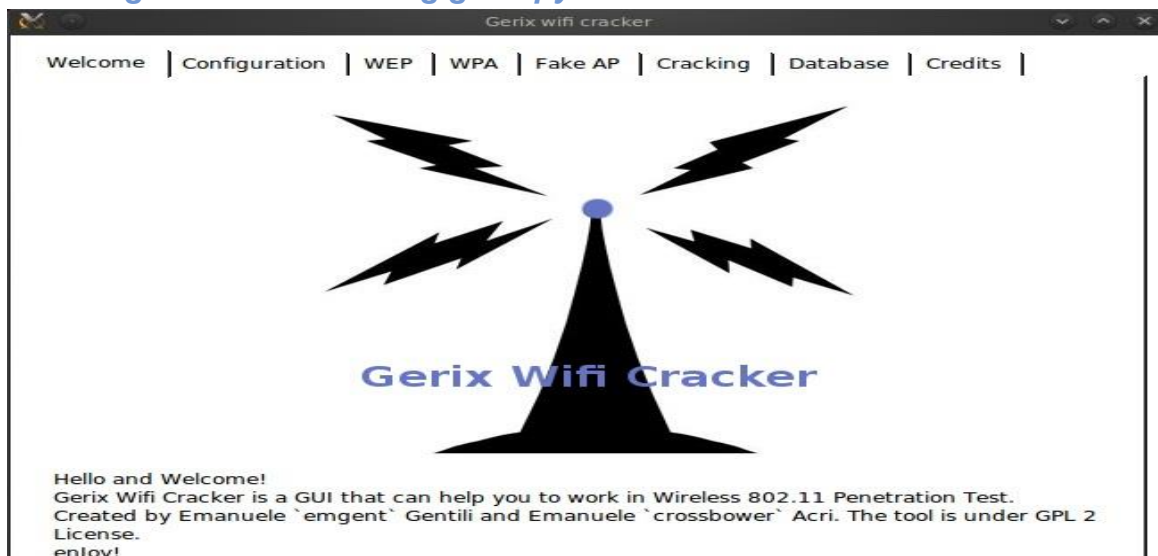 Gerix wifi cracker
Welcome Configuration WEP WPA Fake AP Cracking Database Credits
Gerix Wifi Cracker
Hello and Welcome!
Gerix Wifi Cracker is a GUI that can help you to work in Wireless 802.11 Penetration Test.
Created by Emanuele `emgent` Gentili and Emanuele `crossbower` Acri. The tool is under GPL 2
License.
enjoy!